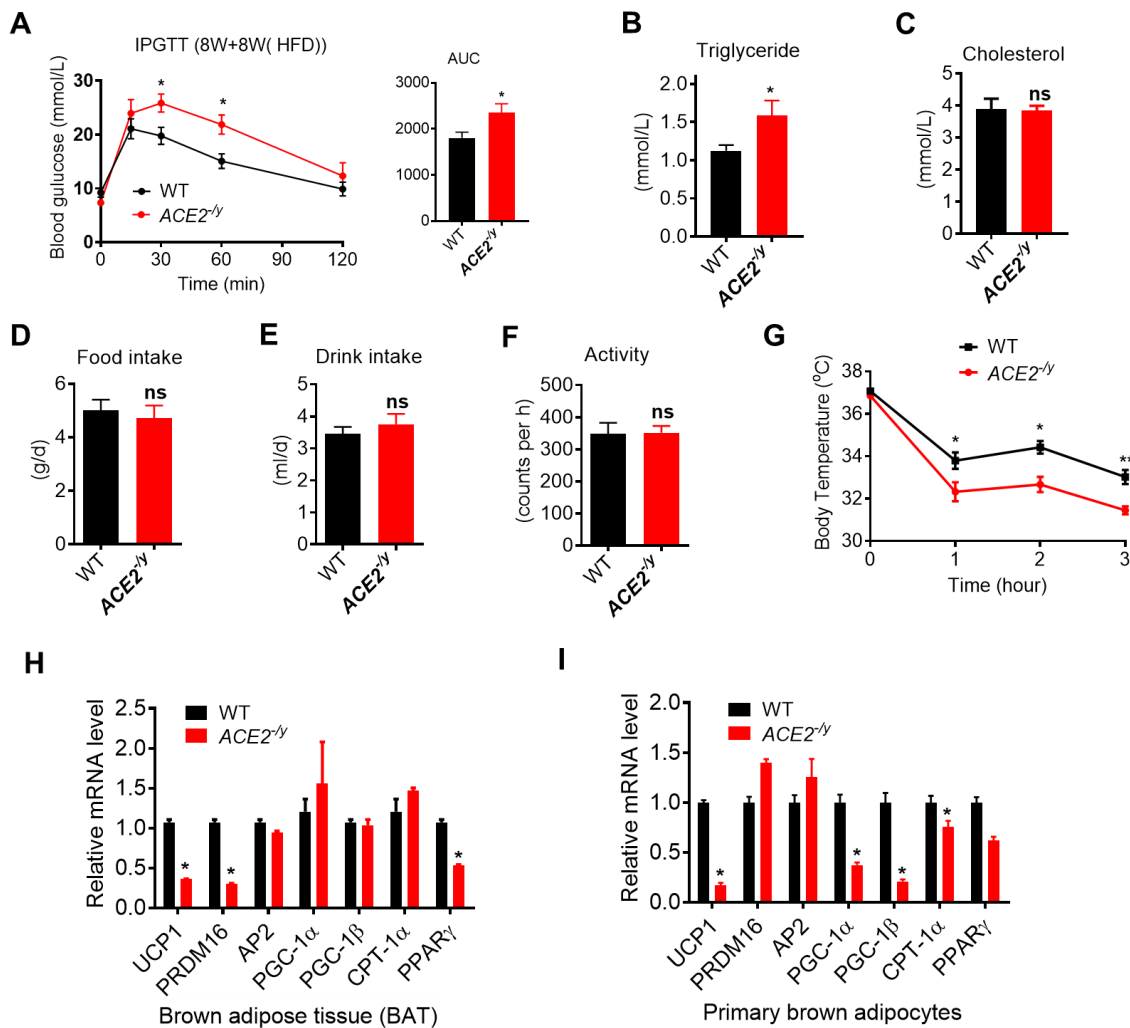 A
IPGTT (8W+8W( HFD))
Blood gulucose (mmol/L)
30
20
10
0
0 30 60 90 120
Time (min)
* *
WT
ACE2-/y
AUC
3000
2000
1000
0
*
WT
ACE2-/y
B
Triglyceride
(mmol/L)
2.0
1.5
1.0
0.5
0.0
*
WT
ACE2-/y
C
Cholesterol
(mmol/L)
5
4
3
2
1
0
ns
WT
ACE2-/y
D
Food intake
(g/d)
6
4
2
0
ns
WT
ACE2-/y
E
Drink intake
(ml/d)
5
4
3
2
1
0
ns
WT
ACE2-/y
F
Activity
(counts per h)
500
400
300
200
100
0
ns
WT
ACE2-/y
G
WT
ACE2-/y
Body Temperature (⁰C)
38
36
34
32
30
0 1 2 3
* * **
Time (hour)
H
Relative mRNA level
2.5
2.0
1.5
1.0
0.5
0.0
WT
ACE2-/y
* * *
UCP1
PRDM16
AP2
PGC-1α
PGC-1β
CPT-1α
PPARγ
Brown adipose tissue (BAT)
I
Relative mRNA level
2.0
1.5
1.0
0.5
0.0
WT
ACE2-/y
* * * *
UCP1
PRDM16
AP2
PGC-1α
PGC-1β
CPT-1α
PPARγ
Primary brown adipocytes